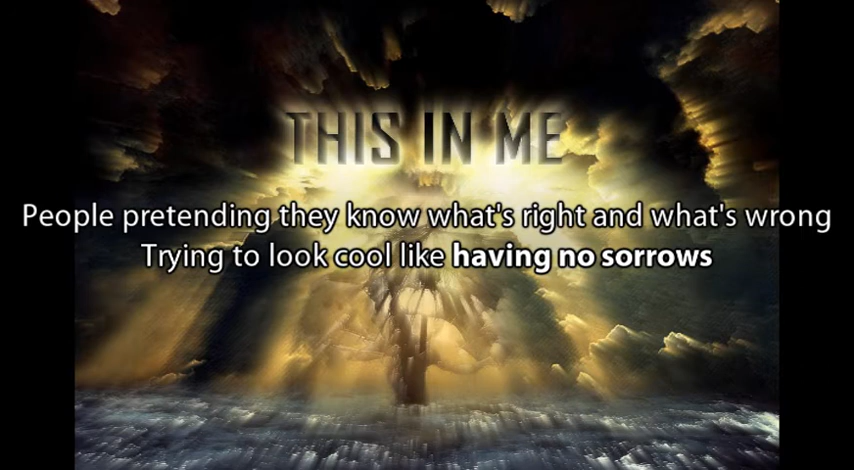 THIS IN ME
People pretending they know what's right and what's wrong
Trying to look cool like having no sorrows